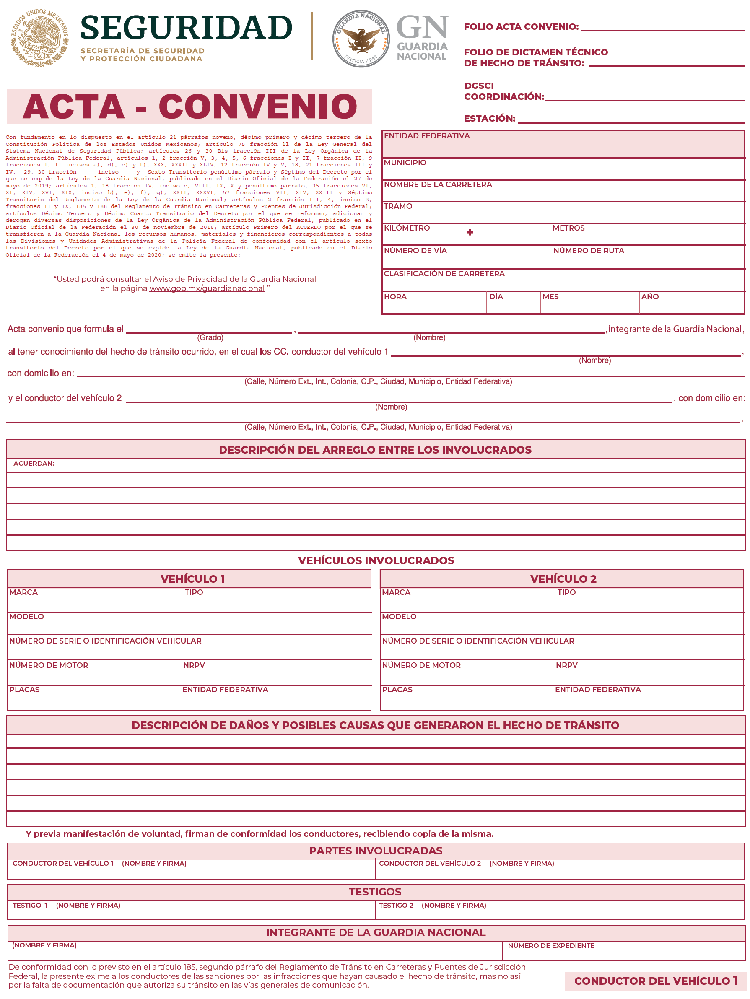 ESTADOS UNIDOS MEXICANOS
SEGURIDAD
SECRETARÍA DE SEGURIDAD
Y PROTECCIÓN CIUDADANA
GUARDIA NACIONAL
JUSTICIA Y PAZ
GN
GUARDIA
NACIONAL
FOLIO ACTA CONVENIO:
FOLIO DE DICTAMEN TÉCNICO
DE HECHO DE TRÁNSITO:
DGSCI
COORDINACIÓN:
ESTACIÓN:
ACTA - CONVENIO
Con fundamento en lo dispuesto en el artículo 21 párrafos noveno, décimo primero y décimo tercero de la
Constitución Política de los Estados Unidos Mexicanos; artículo 75 fracción ll de la Ley General del
Sistema Nacional de Seguridad Pública; artículos 26 y 30 Bis fracción III de la Ley Orgánica de la
Administración Pública Federal; artículos 1, 2 fracción V, 3, 4, 5, 6 fracciones I y II, 7 fracción II, 9
fracciones I, II incisos a), d), e) y f), XXX, XXXII y XLIV, 12 fracción IV y V, 18, 21 fracciones III y
IV, 29, 30 fracción ____ inciso ___ y Sexto Transitorio penúltimo párrafo y Séptimo del Decreto por el
que se expide la Ley de la Guardia Nacional, publicado en el Diario Oficial de la Federación el 27 de
mayo de 2019; artículos 1, 18 fracción IV, inciso c, VIII, IX, X y penúltimo párrafo, 35 fracciones VI,
XI, XIV, XVI, XIX, inciso b), e), f), g), XXII, XXXVI, 57 fracciones VII, XIV, XXIII y Séptimo
Transitorio del Reglamento de la Ley de la Guardia Nacional; artículos 2 fracción III, 4, inciso B,
fracciones II y IX, 185 y 188 del Reglamento de Tránsito en Carreteras y Puentes de Jurisdicción Federal;
artículos Décimo Tercero y Décimo Cuarto Transitorio del Decreto por el que se reforman, adicionan y
derogan diversas disposiciones de la Ley Orgánica de la Administración Pública Federal, publicado en el
Diario Oficial de la Federación el 30 de noviembre de 2018; artículo Primero del ACUERDO por el que se
transfieren a la Guardia Nacional los recursos humanos, materiales y financieros correspondientes a todas
las Divisiones y Unidades Administrativas de la Policía Federal de conformidad con el artículo sexto
transitorio del Decreto por el que se expide la Ley de la Guardia Nacional, publicado en el Diario
Oficial de la Federación el 4 de mayo de 2020; se emite la presente:
“Usted podrá consultar el Aviso de Privacidad de la Guardia Nacional
en la página www.gob.mx/guardianacional ”
ENTIDAD FEDERATIVA
MUNICIPIO
NOMBRE DE LA CARRETERA
TRAMO
KILÓMETRO + METROS
NÚMERO DE VÍA NÚMERO DE RUTA
CLASIFICACIÓN DE CARRETERA
HORA DÍA MES AÑO
Acta convenio que formula el , ,integrante de la Guardia Nacional,
(Grado) (Nombre)
al tener conocimiento del hecho de tránsito ocurrido, en el cual los CC. conductor del vehículo 1 ,
(Nombre)
con domicilio en:
(Calle, Número Ext., Int., Colonia, C.P., Ciudad, Municipio, Entidad Federativa)
y el conductor del vehículo 2 , con domicilio en:
(Nombre)
,
(Calle, Número Ext., Int., Colonia, C.P., Ciudad, Municipio, Entidad Federativa)
DESCRIPCIÓN DEL ARREGLO ENTRE LOS INVOLUCRADOS
ACUERDAN:
VEHÍCULOS INVOLUCRADOS
VEHÍCULO 1
MARCA TIPO
MODELO
NÚMERO DE SERIE O IDENTIFICACIÓN VEHICULAR
NÚMERO DE MOTOR NRPV
PLACAS ENTIDAD FEDERATIVA
VEHÍCULO 2
MARCA TIPO
MODELO
NÚMERO DE SERIE O IDENTIFICACIÓN VEHICULAR
NÚMERO DE MOTOR NRPV
PLACAS ENTIDAD FEDERATIVA
DESCRIPCIÓN DE DAÑOS Y POSIBLES CAUSAS QUE GENERARON EL HECHO DE TRÁNSITO
Y previa manifestación de voluntad, firman de conformidad los conductores, recibiendo copia de la misma.
PARTES INVOLUCRADAS
CONDUCTOR DEL VEHÍCULO 1 (NOMBRE Y FIRMA) CONDUCTOR DEL VEHÍCULO 2 (NOMBRE Y FIRMA)
TESTIGOS
TESTIGO 1 (NOMBRE Y FIRMA) TESTIGO 2 (NOMBRE Y FIRMA)
INTEGRANTE DE LA GUARDIA NACIONAL
(NOMBRE Y FIRMA) NÚMERO DE EXPEDIENTE
De conformidad con lo previsto en el artículo 185, segundo párrafo del Reglamento de Tránsito en Carreteras y Puentes de Jurisdicción
Federal, la presente exime a los conductores de las sanciones por las infracciones que hayan causado el hecho de tránsito, mas no así
por la falta de documentación que autoriza su tránsito en las vías generales de comunicación.
CONDUCTOR DEL VEHÍCULO 1